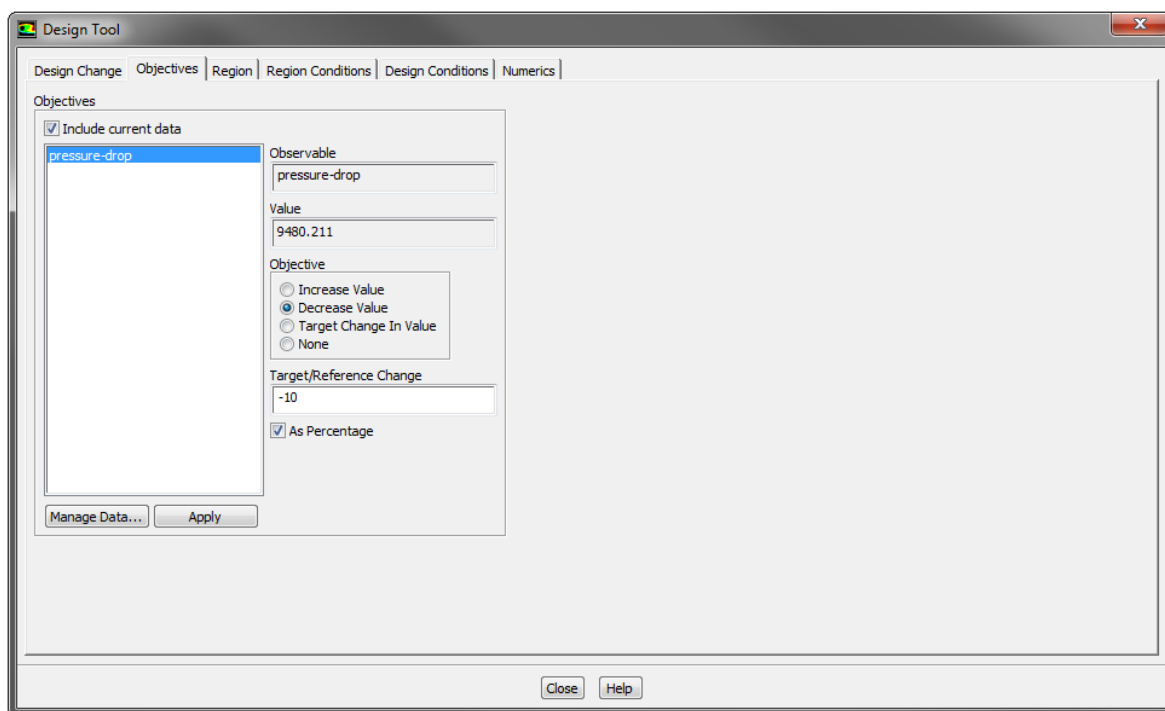 Design Tool
Design Change Objectives Region Region Conditions Design Conditions Numerics
Objectives
Include current data
pressure-drop
Observable
pressure-drop
Value
9480.211
Objective
Increase Value
Decrease Value
Target Change In Value
None
Target/Reference Change
-10
As Percentage
Manage Data... Apply
Close Help